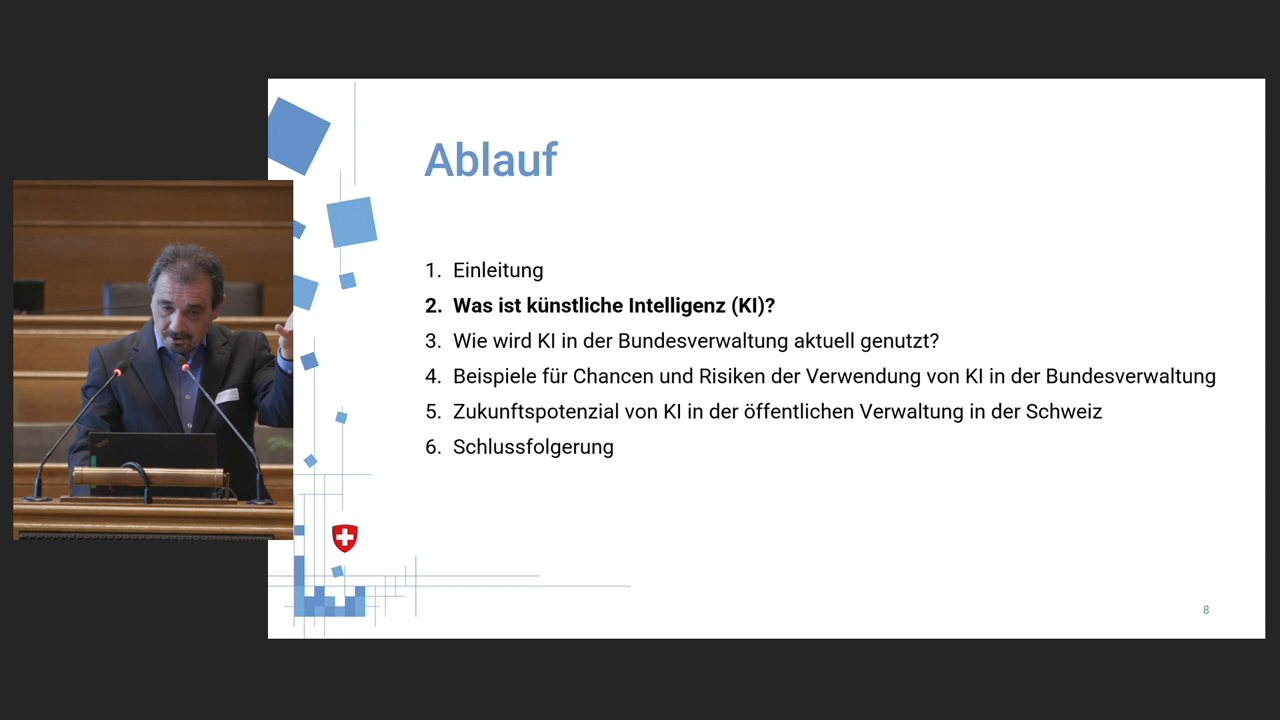 Ablauf
1. Einleitung
2. Was ist künstliche Intelligenz (KI)?
3. Wie wird KI in der Bundesverwaltung aktuell genutzt?
4. Beispiele für Chancen und Risiken der Verwendung von KI in der Bundesverwaltung
5. Zukunftspotenzial von KI in der öffentlichen Verwaltung in der Schweiz
6. Schlussfolgerung
8